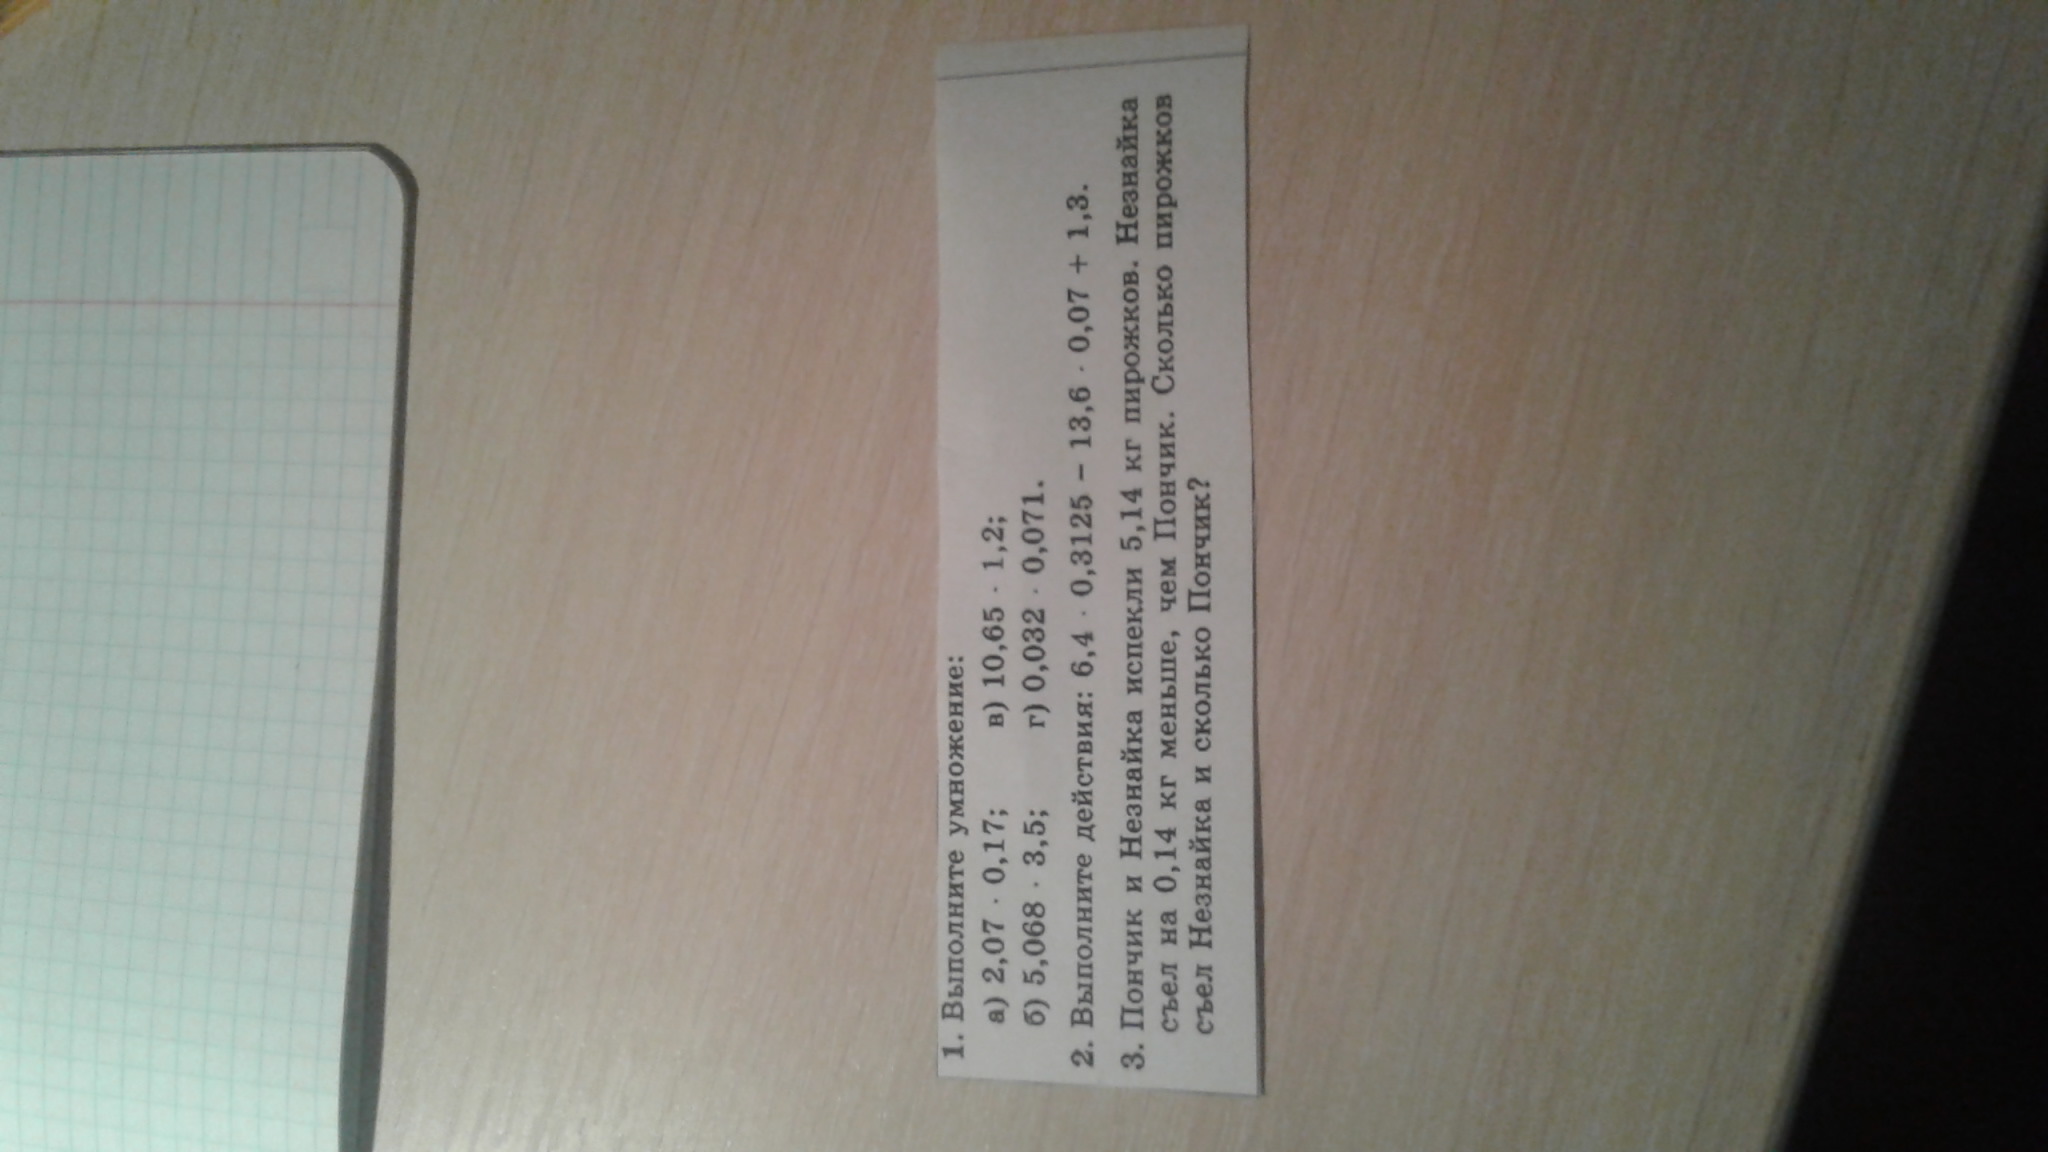 1. Выполните умножение:
а) 2,07 · 0,17; в) 10,65 · 1,2;
б) 5,068 · 3,5; г) 0,032 · 0,071.
2. Выполните действия: 6,4 · 0,3125 − 13,6 · 0,07 + 1,3.
3. Пончик и Незнайка испекли 5,14 кг пирожков. Незнайка
съел на 0,14 кг меньше, чем Пончик. Сколько пирожков
съел Незнайка и сколько Пончик?